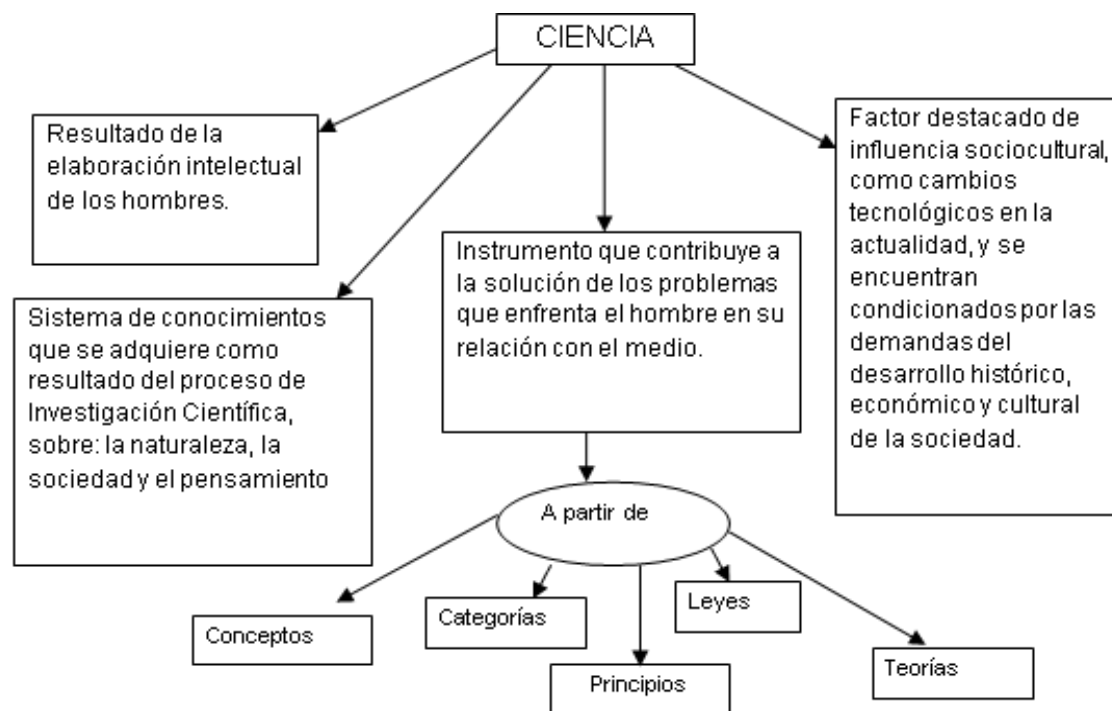 CIENCIA
Resultado de la
elaboración intelectual
de los hombres.
Sistema de conocimientos
que se adquiere como
resultado del proceso de
Investigación Científica,
sobre: la naturaleza, la
sociedad y el pensamiento
Instrumento que contribuye a
la solución de los problemas
que enfrenta el hombre en su
relación con el medio.
Factor destacado de
influencia sociocultural,
como cambios
tecnológicos en la
actualidad, y se
encuentran
condicionados por las
demandas del
desarrollo histórico,
económico y cultural
de la sociedad.
A partir de
Conceptos
Categorías
Principios
Leyes
Teorías